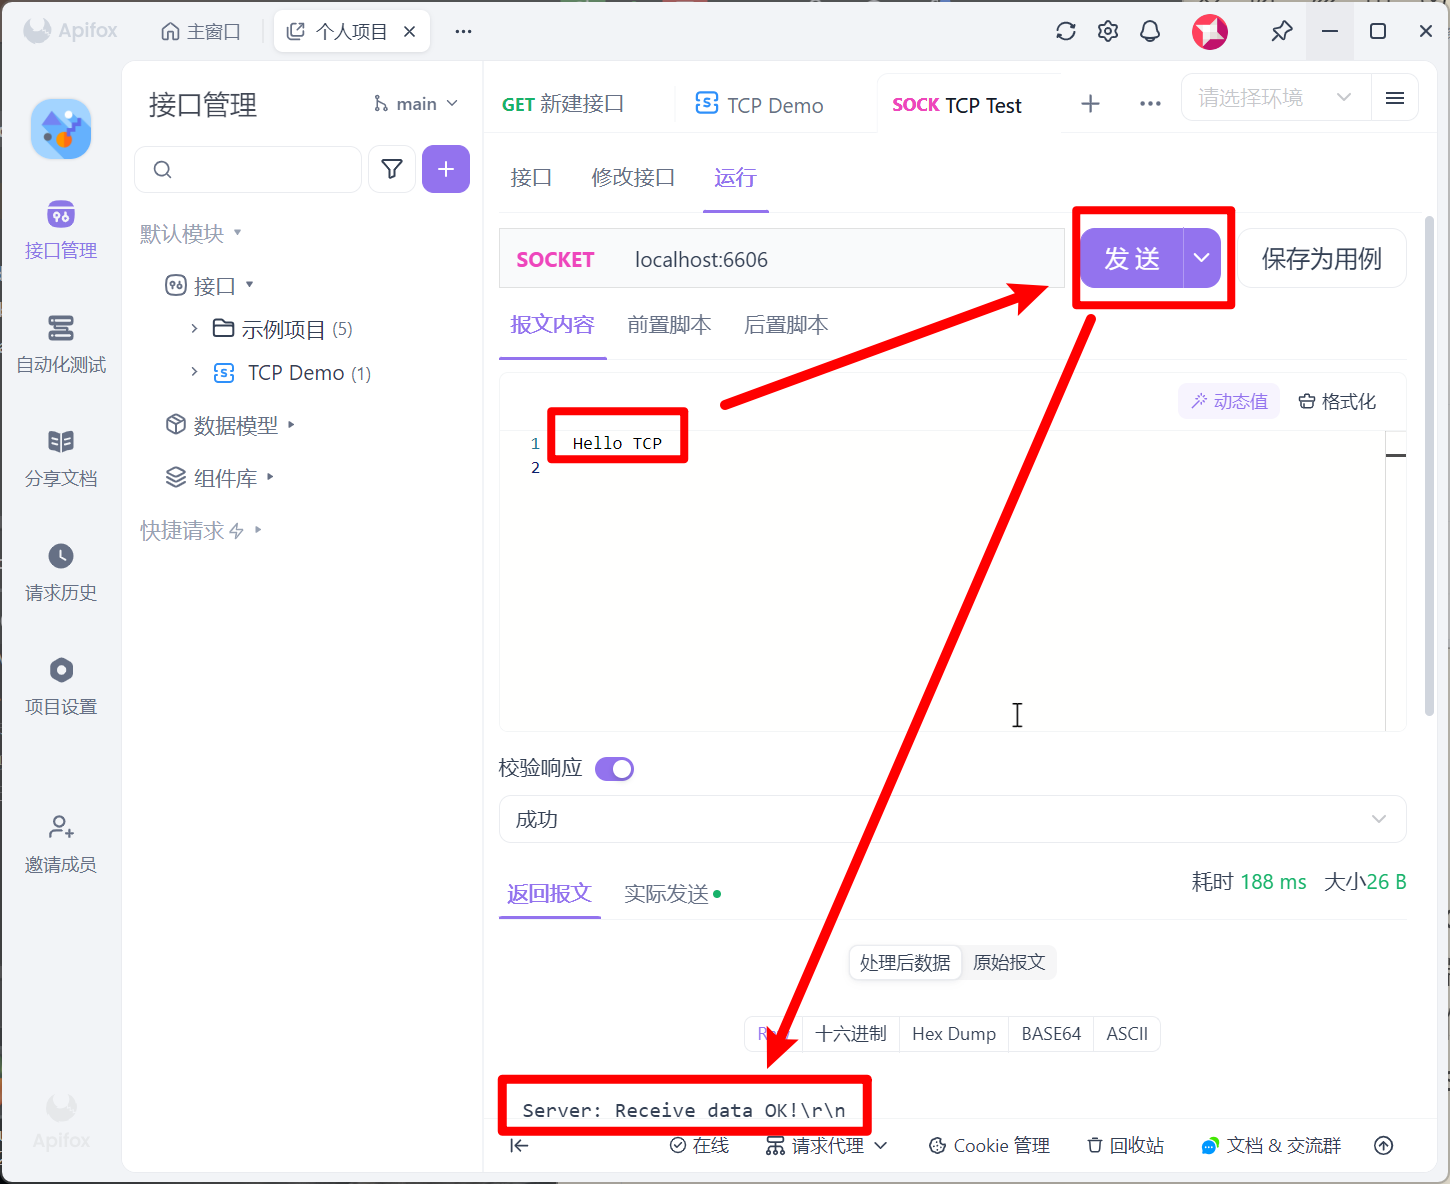 Apifox
主窗口
个人项目
接口管理
main
GET 新建接口
TCP Demo
SOCK TCP Test
请选择环境
接口
修改接口
运行
接口管理
自动化测试
分享文档
请求历史
项目设置
邀请成员
Apifox
默认模块
接口
示例项目 (5)
TCP Demo (1)
数据模型
组件库
快捷请求
SOCKET
localhost:6606
发 送
保存为用例
报文内容
前置脚本
后置脚本
动态值
格式化
1 Hello TCP
2
校验响应
成功
返回报文
实际发送
耗时 188 ms 大小26 B
处理后数据
原始报文
十六进制
Hex Dump
BASE64
ASCII
Server: Receive data OK!\r\n
在线
请求代理
Cookie 管理
回收站
文档 & 交流群